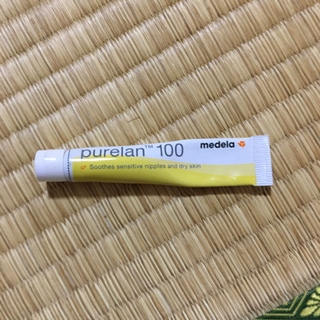 purelan™ 100
medela
Soothes sensitive nipples and dry skin